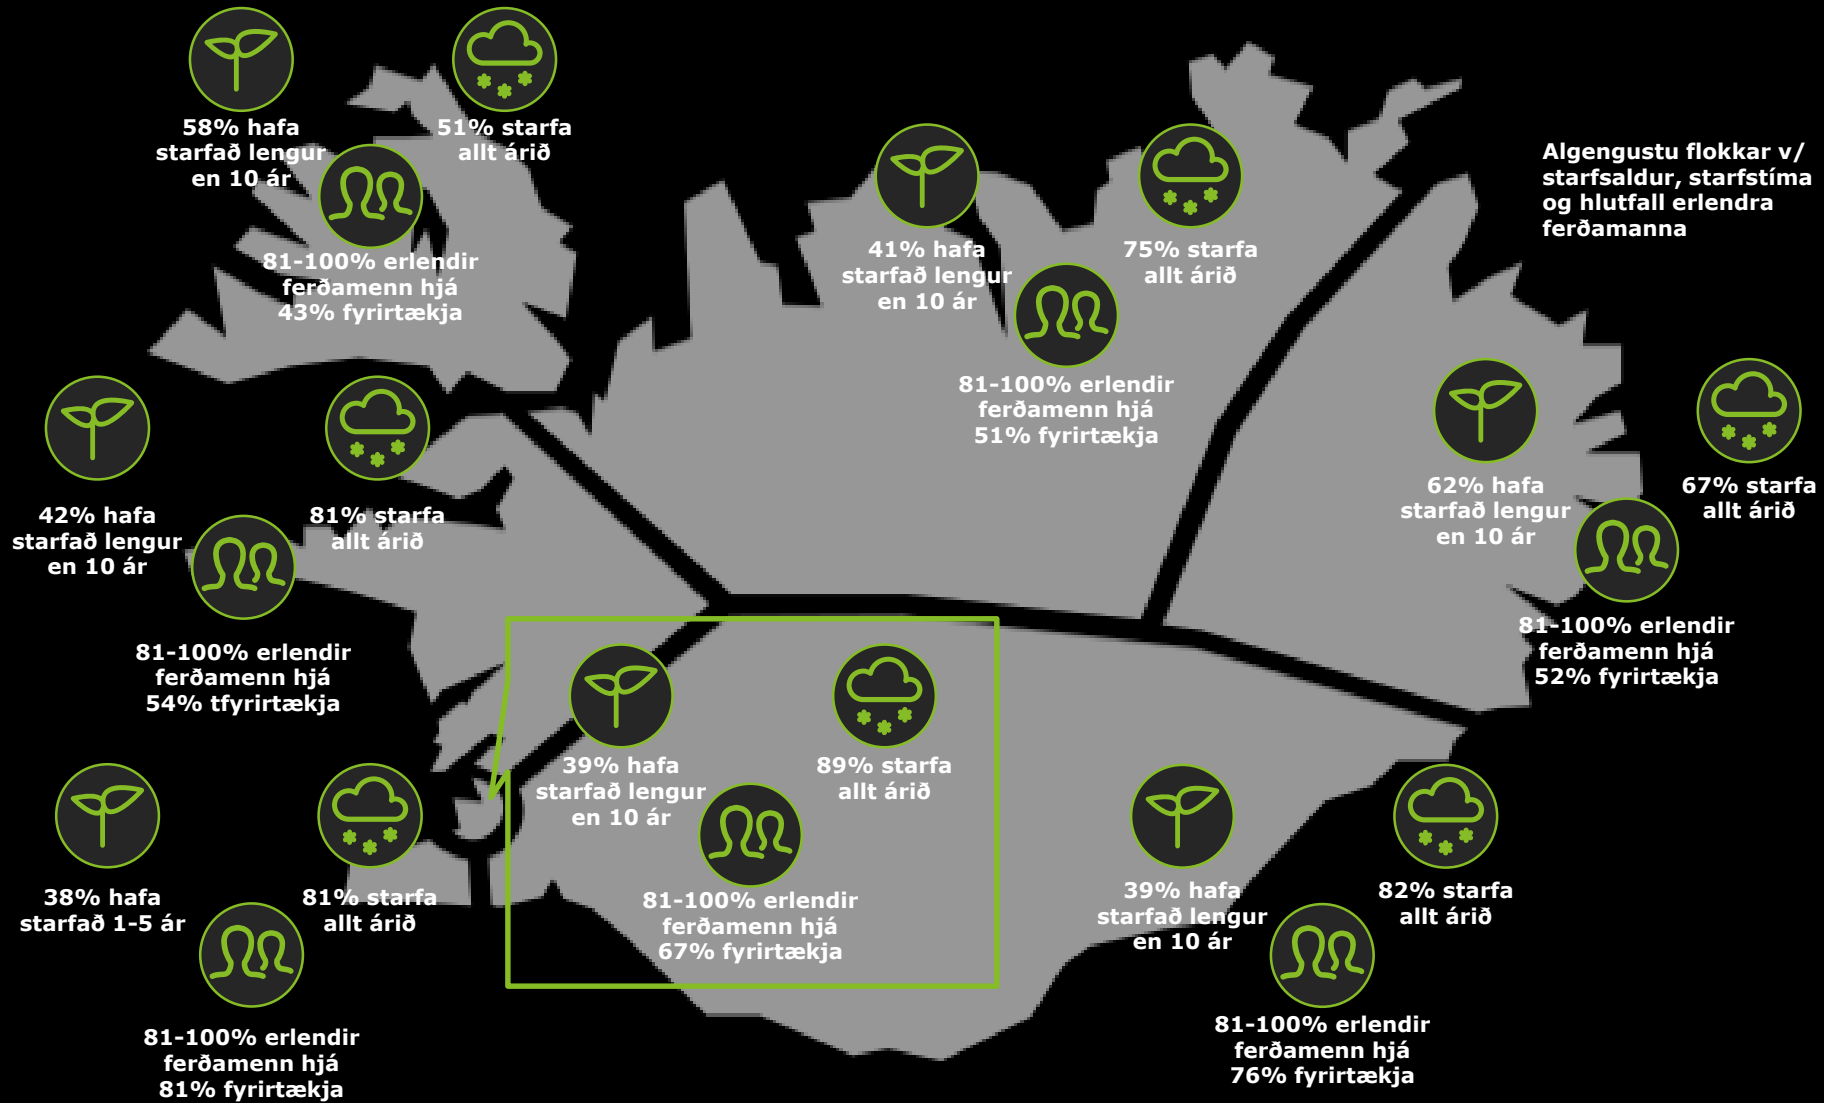 58% hafa
starfað lengur
en 10 ár
51% starfa
allt árið
81-100% erlendir
ferðamenn hjá
43% fyrirtækja
41% hafa
starfað lengur
en 10 ár
75% starfa
allt árið
81-100% erlendir
ferðamenn hjá
51% fyrirtækja
Algengustu flokkar v/
starfsaldur, starfstíma
og hlutfall erlendra
ferðamanna
42% hafa
starfað lengur
en 10 ár
81% starfa
allt árið
81-100% erlendir
ferðamenn hjá
54% tfyrirtækja
62% hafa
starfað lengur
en 10 ár
67% starfa
allt árið
81-100% erlendir
ferðamenn hjá
52% fyrirtækja
39% hafa
starfað lengur
en 10 ár
89% starfa
allt árið
81-100% erlendir
ferðamenn hjá
67% fyrirtækja
38% hafa
starfað 1-5 ár
81% starfa
allt árið
81-100% erlendir
ferðamenn hjá
81% fyrirtækja
39% hafa
starfað lengur
en 10 ár
82% starfa
allt árið
81-100% erlendir
ferðamenn hjá
76% fyrirtækja